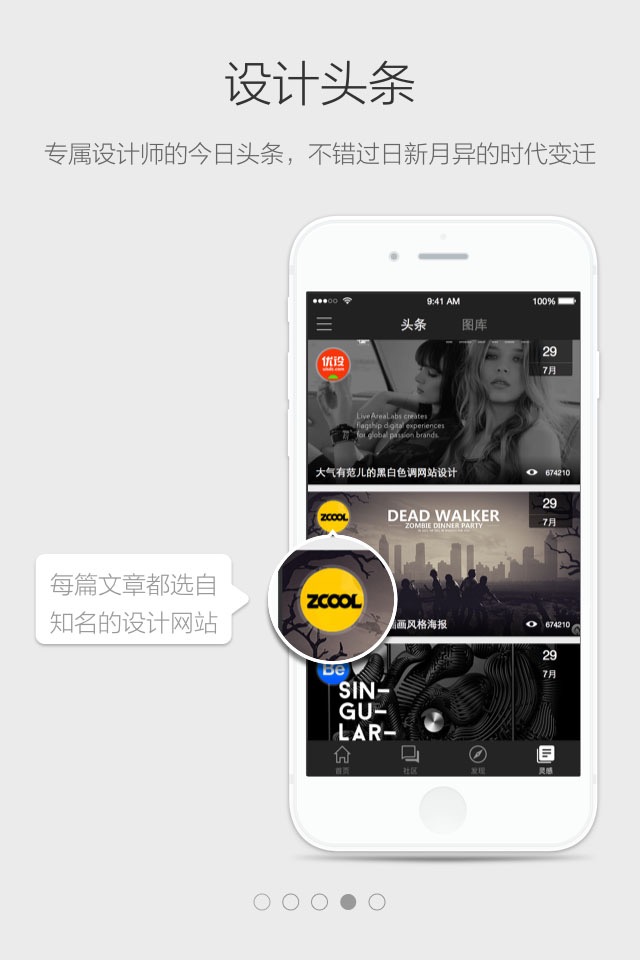 设计头条
专属设计师的今日头条，不错过日新月异的时代变迁
9:41 AM
100%
头条
图库
优设
29
7月
LiveAreaLabs creates
flagship digital experiences
for global passion brands.
大气有范儿的黑白色调网站设计
674210
ZCOOL
DEAD WALKER
ZOMBIE DINNER PARTY
29
7月
每篇文章都选自
知名的设计网站
ZCOOL
画风格海报
674210
Bē
SIN-
GU-
LAR-
29
7月
首页
社区
发现
灵感